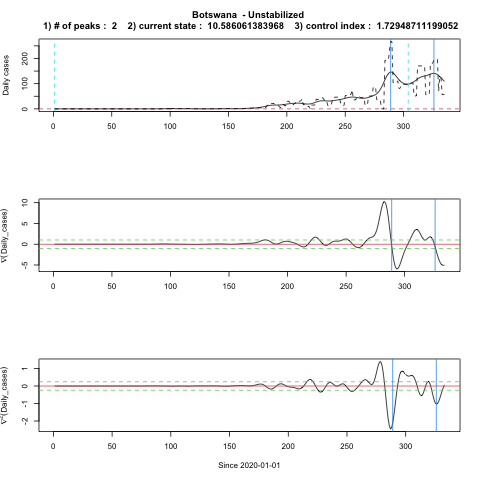 Botswana - Unstabilized
1) # of peaks : 2 2) current state : 10.586061383968 3) control index : 1.72948711199052
Daily cases
0 100 200
0 50 100 150 200 250 300
∇(Daily_cases)
-5 0 5 10
0 50 100 150 200 250 300
∇²(Daily_cases)
-2 -1 0 1
0 50 100 150 200 250 300
Since 2020-01-01